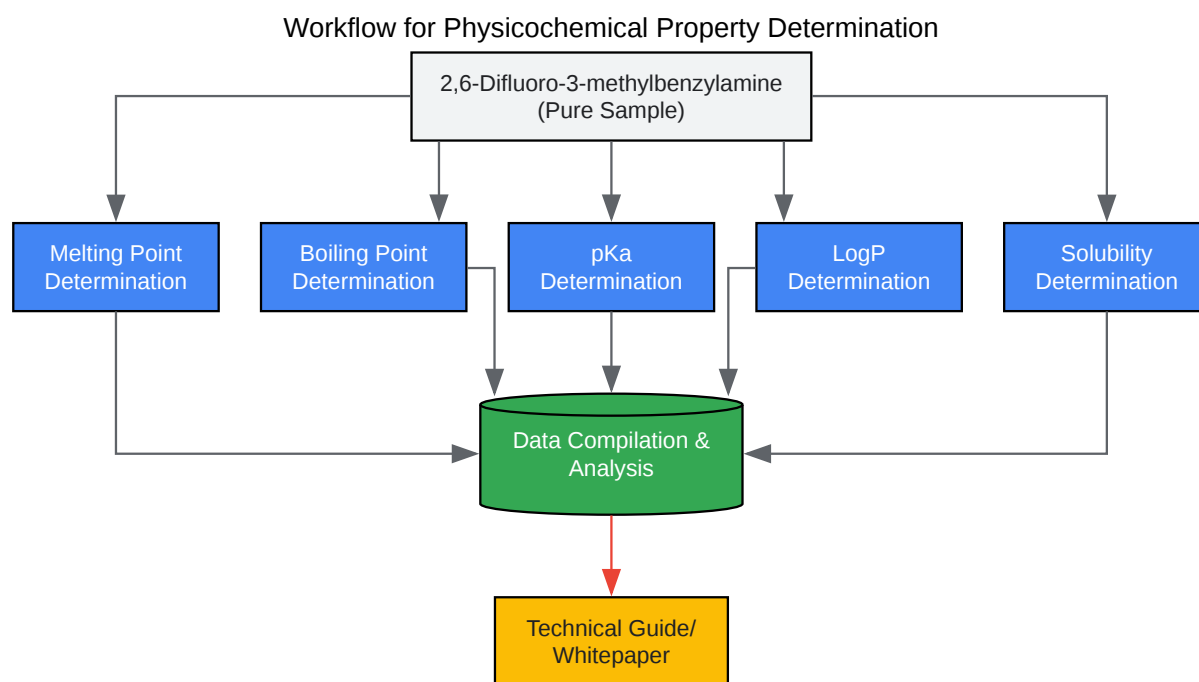 Workflow for Physicochemical Property Determination
2,6-Difluoro-3-methylbenzylamine
(Pure Sample)
Melting Point
Determination
Boiling Point
Determination
pKa
Determination
LogP
Determination
Solubility
Determination
Data Compilation &
Analysis
Technical Guide/
Whitepaper